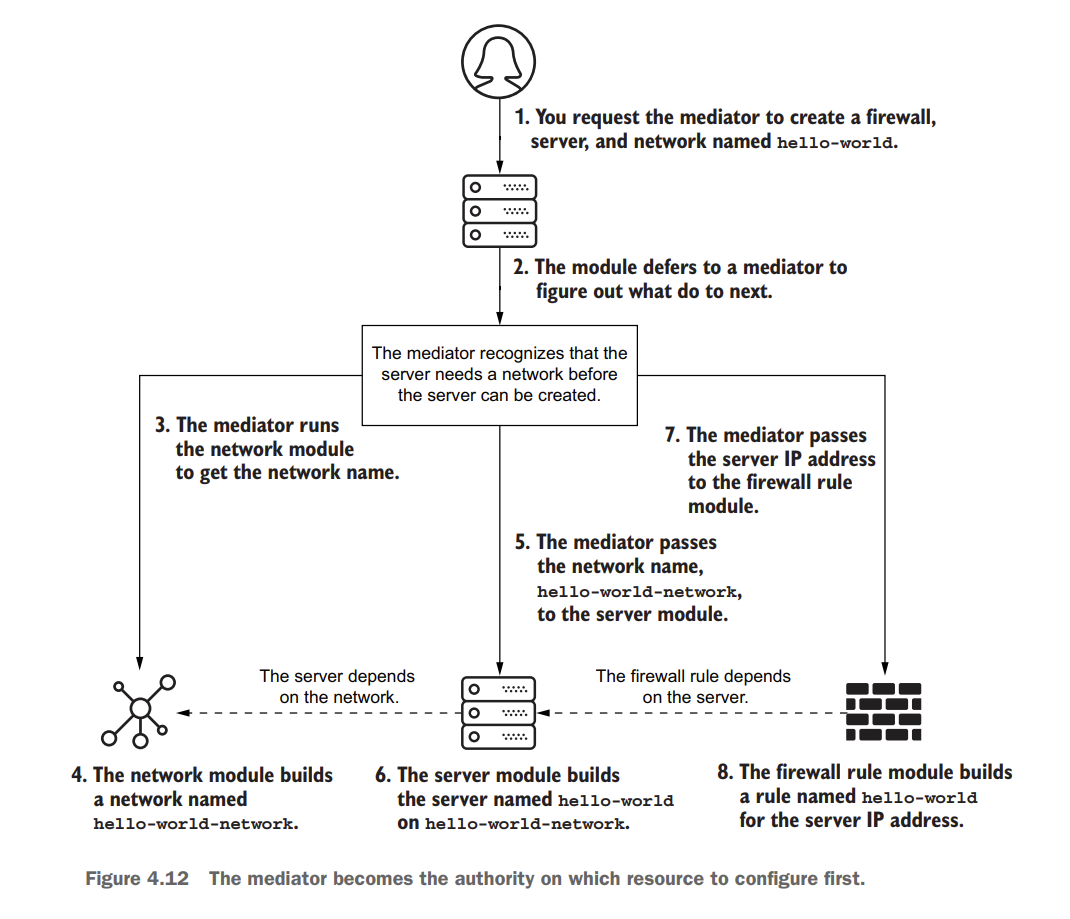 1. You request the mediator to create a firewall,
server, and network named hello-world.
2. The module defers to a mediator to
figure out what do to next.
The mediator recognizes that the
server needs a network before
the server can be created.
3. The mediator runs
the network module
to get the network name.
7. The mediator passes
the server IP address
to the firewall rule
module.
5. The mediator passes
the network name,
hello-world-network,
to the server module.
The server depends
on the network.
The firewall rule depends
on the server.
4. The network module builds
a network named
hello-world-network.
6. The server module builds
the server named hello-world
on hello-world-network.
8. The firewall rule module builds
a rule named hello-world
for the server IP address.
Figure 4.12 The mediator becomes the authority on which resource to configure first.